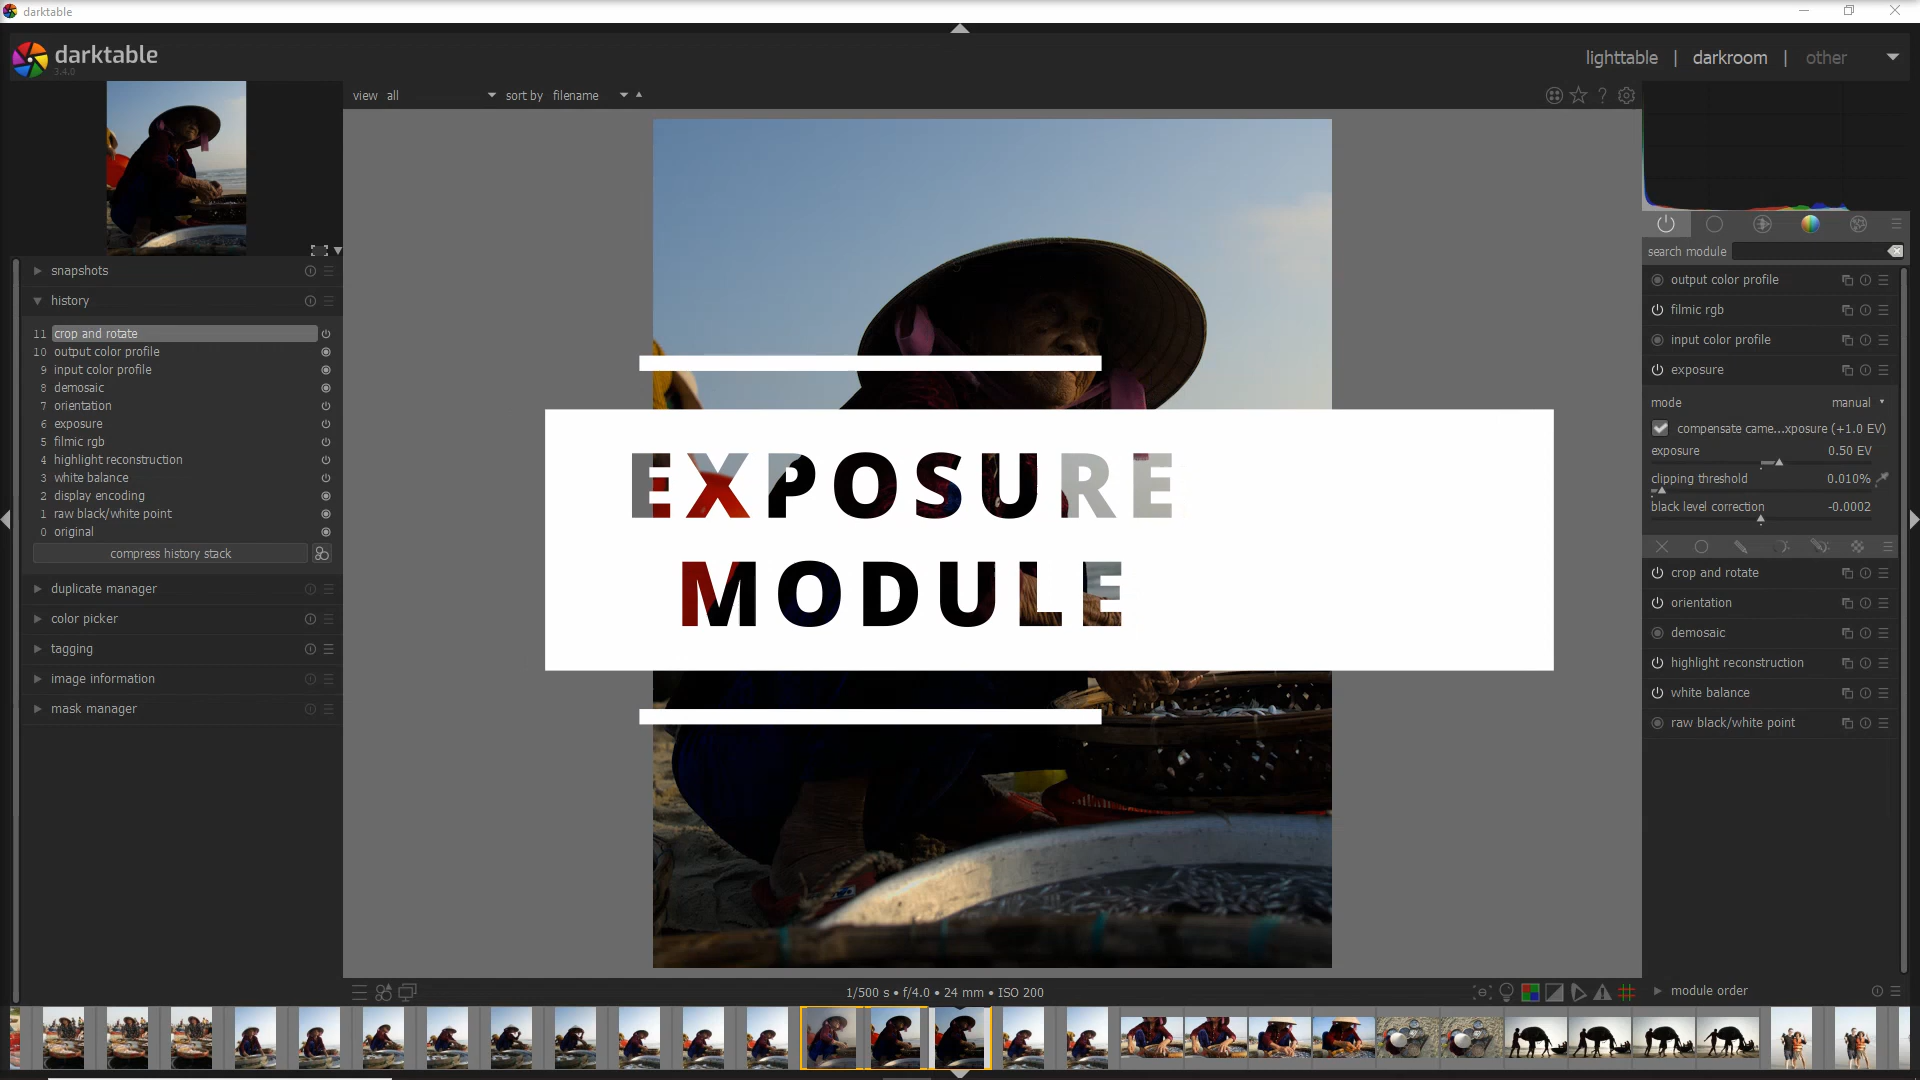 darktable
darktable
3.4.0
lighttable | darkroom | other
view all sort by filename
snapshots
history
11 crop and rotate
10 output color profile
9 input color profile
8 demosaic
7 orientation
6 exposure
5 filmic rgb
4 highlight reconstruction
3 white balance
2 display encoding
1 raw black/white point
0 original
compress history stack
duplicate manager
color picker
tagging
image information
mask manager
EXPOSURE
MODULE
search module
output color profile
filmic rgb
input color profile
exposure
mode manual
compensate came...xposure (+1.0 EV)
exposure 0.50 EV
clipping threshold 0.010%
black level correction -0.0002
crop and rotate
orientation
demosaic
highlight reconstruction
white balance
raw black/white point
1/500 s • f/4.0 • 24 mm • ISO 200
module order